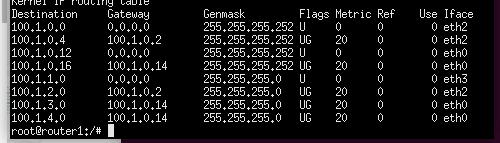 Kernel IP routing table
Destination Gateway Genmask Flags Metric Ref Use Iface
100.1.0.0 0.0.0.0 255.255.255.252 U 0 0 0 eth2
100.1.0.4 100.1.0.2 255.255.255.252 UG 20 0 0 eth2
100.1.0.12 0.0.0.0 255.255.255.252 U 0 0 0 eth0
100.1.0.16 100.1.0.14 255.255.255.252 UG 20 0 0 eth0
100.1.1.0 0.0.0.0 255.255.255.0 U 0 0 0 eth3
100.1.2.0 100.1.0.2 255.255.255.0 UG 20 0 0 eth2
100.1.3.0 100.1.0.14 255.255.255.0 UG 20 0 0 eth0
100.1.4.0 100.1.0.14 255.255.255.0 UG 20 0 0 eth0
root@router1:/#